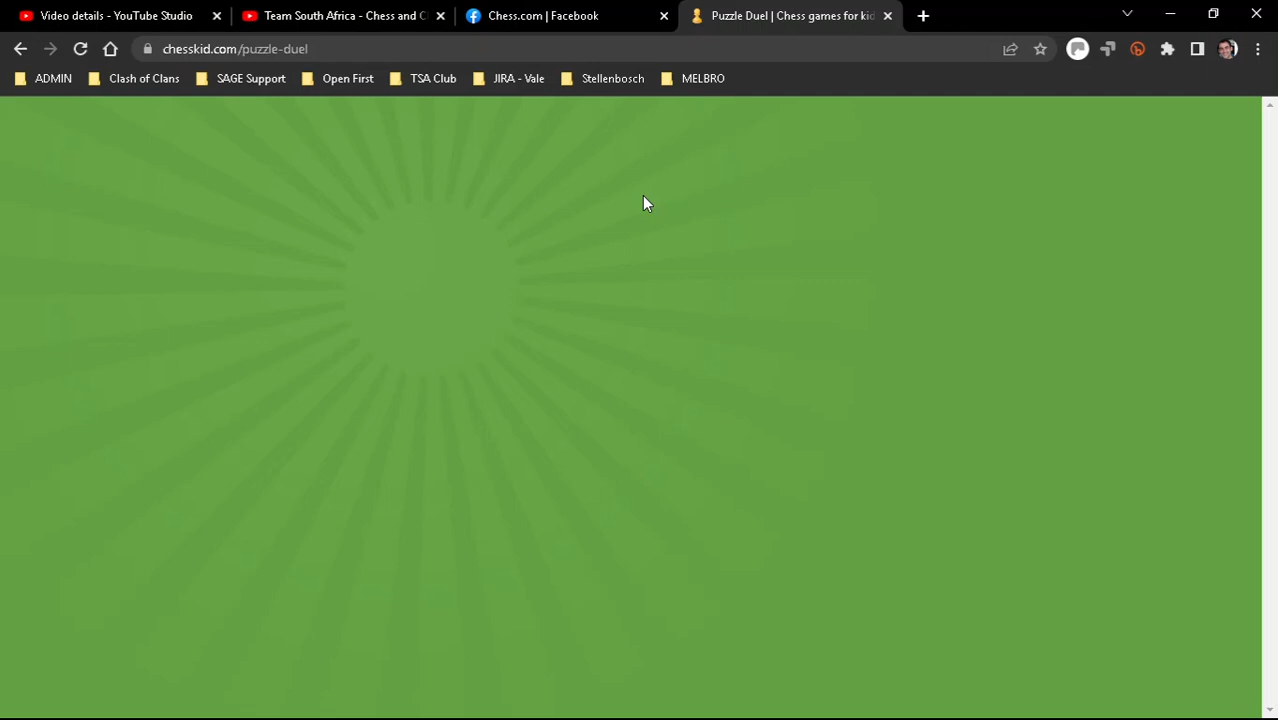 Video details - YouTube Studio
Team South Africa - Chess and C
Chess.com | Facebook
Puzzle Duel | Chess games for kid
chesskid.com/puzzle-duel
ADMIN
Clash of Clans
SAGE Support
Open First
TSA Club
JIRA - Vale
Stellenbosch
MELBRO